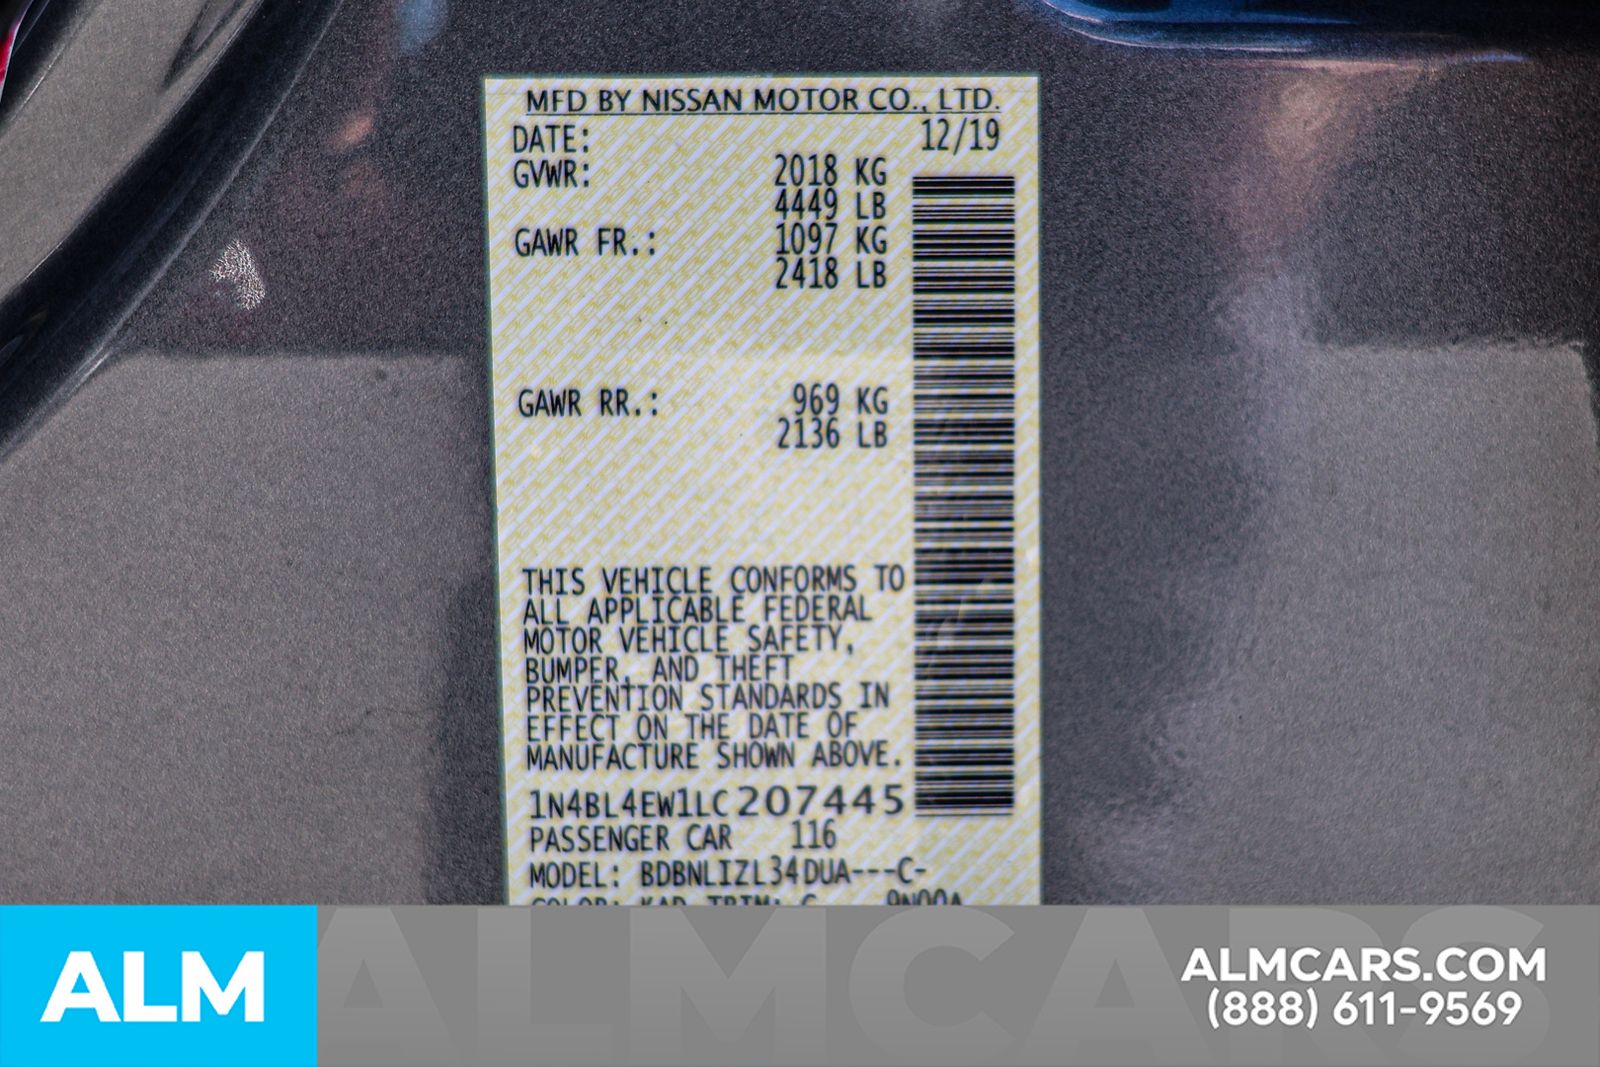 MFD BY NISSAN MOTOR CO., LTD.
DATE: 12/19
GVWR: 2018 KG
4449 LB
GAWR FR.: 1097 KG
2418 LB
GAWR RR.: 969 KG
2136 LB
THIS VEHICLE CONFORMS TO
ALL APPLICABLE FEDERAL
MOTOR VEHICLE SAFETY,
BUMPER, AND THEFT
PREVENTION STANDARDS IN
EFFECT ON THE DATE OF
MANUFACTURE SHOWN ABOVE.
1N4BL4EW1LC207445
PASSENGER CAR 116
MODEL: BDBNLIZL34DUA---C-
COLOR: KAD TRIM: G
ALM
ALMCARS
ALMCARS.COM
(888) 611-9569